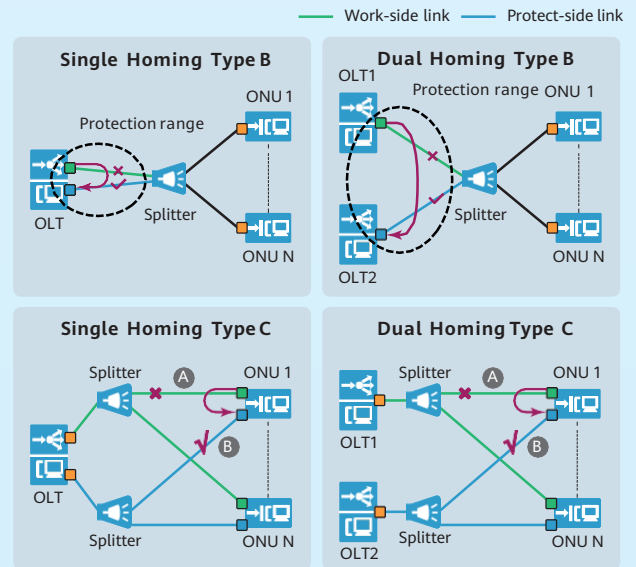 Work-side link
Protect-side link
Single Homing Type B
ONU 1
Protection range
OLT
Splitter
ONU N
Dual Homing Type B
OLT1
Protection range
ONU 1
Splitter
OLT2
ONU N
Single Homing Type C
Splitter
A
ONU 1
B
OLT
Splitter
ONU N
Dual Homing Type C
Splitter
A
ONU 1
OLT1
B
OLT2
Splitter
ONU N